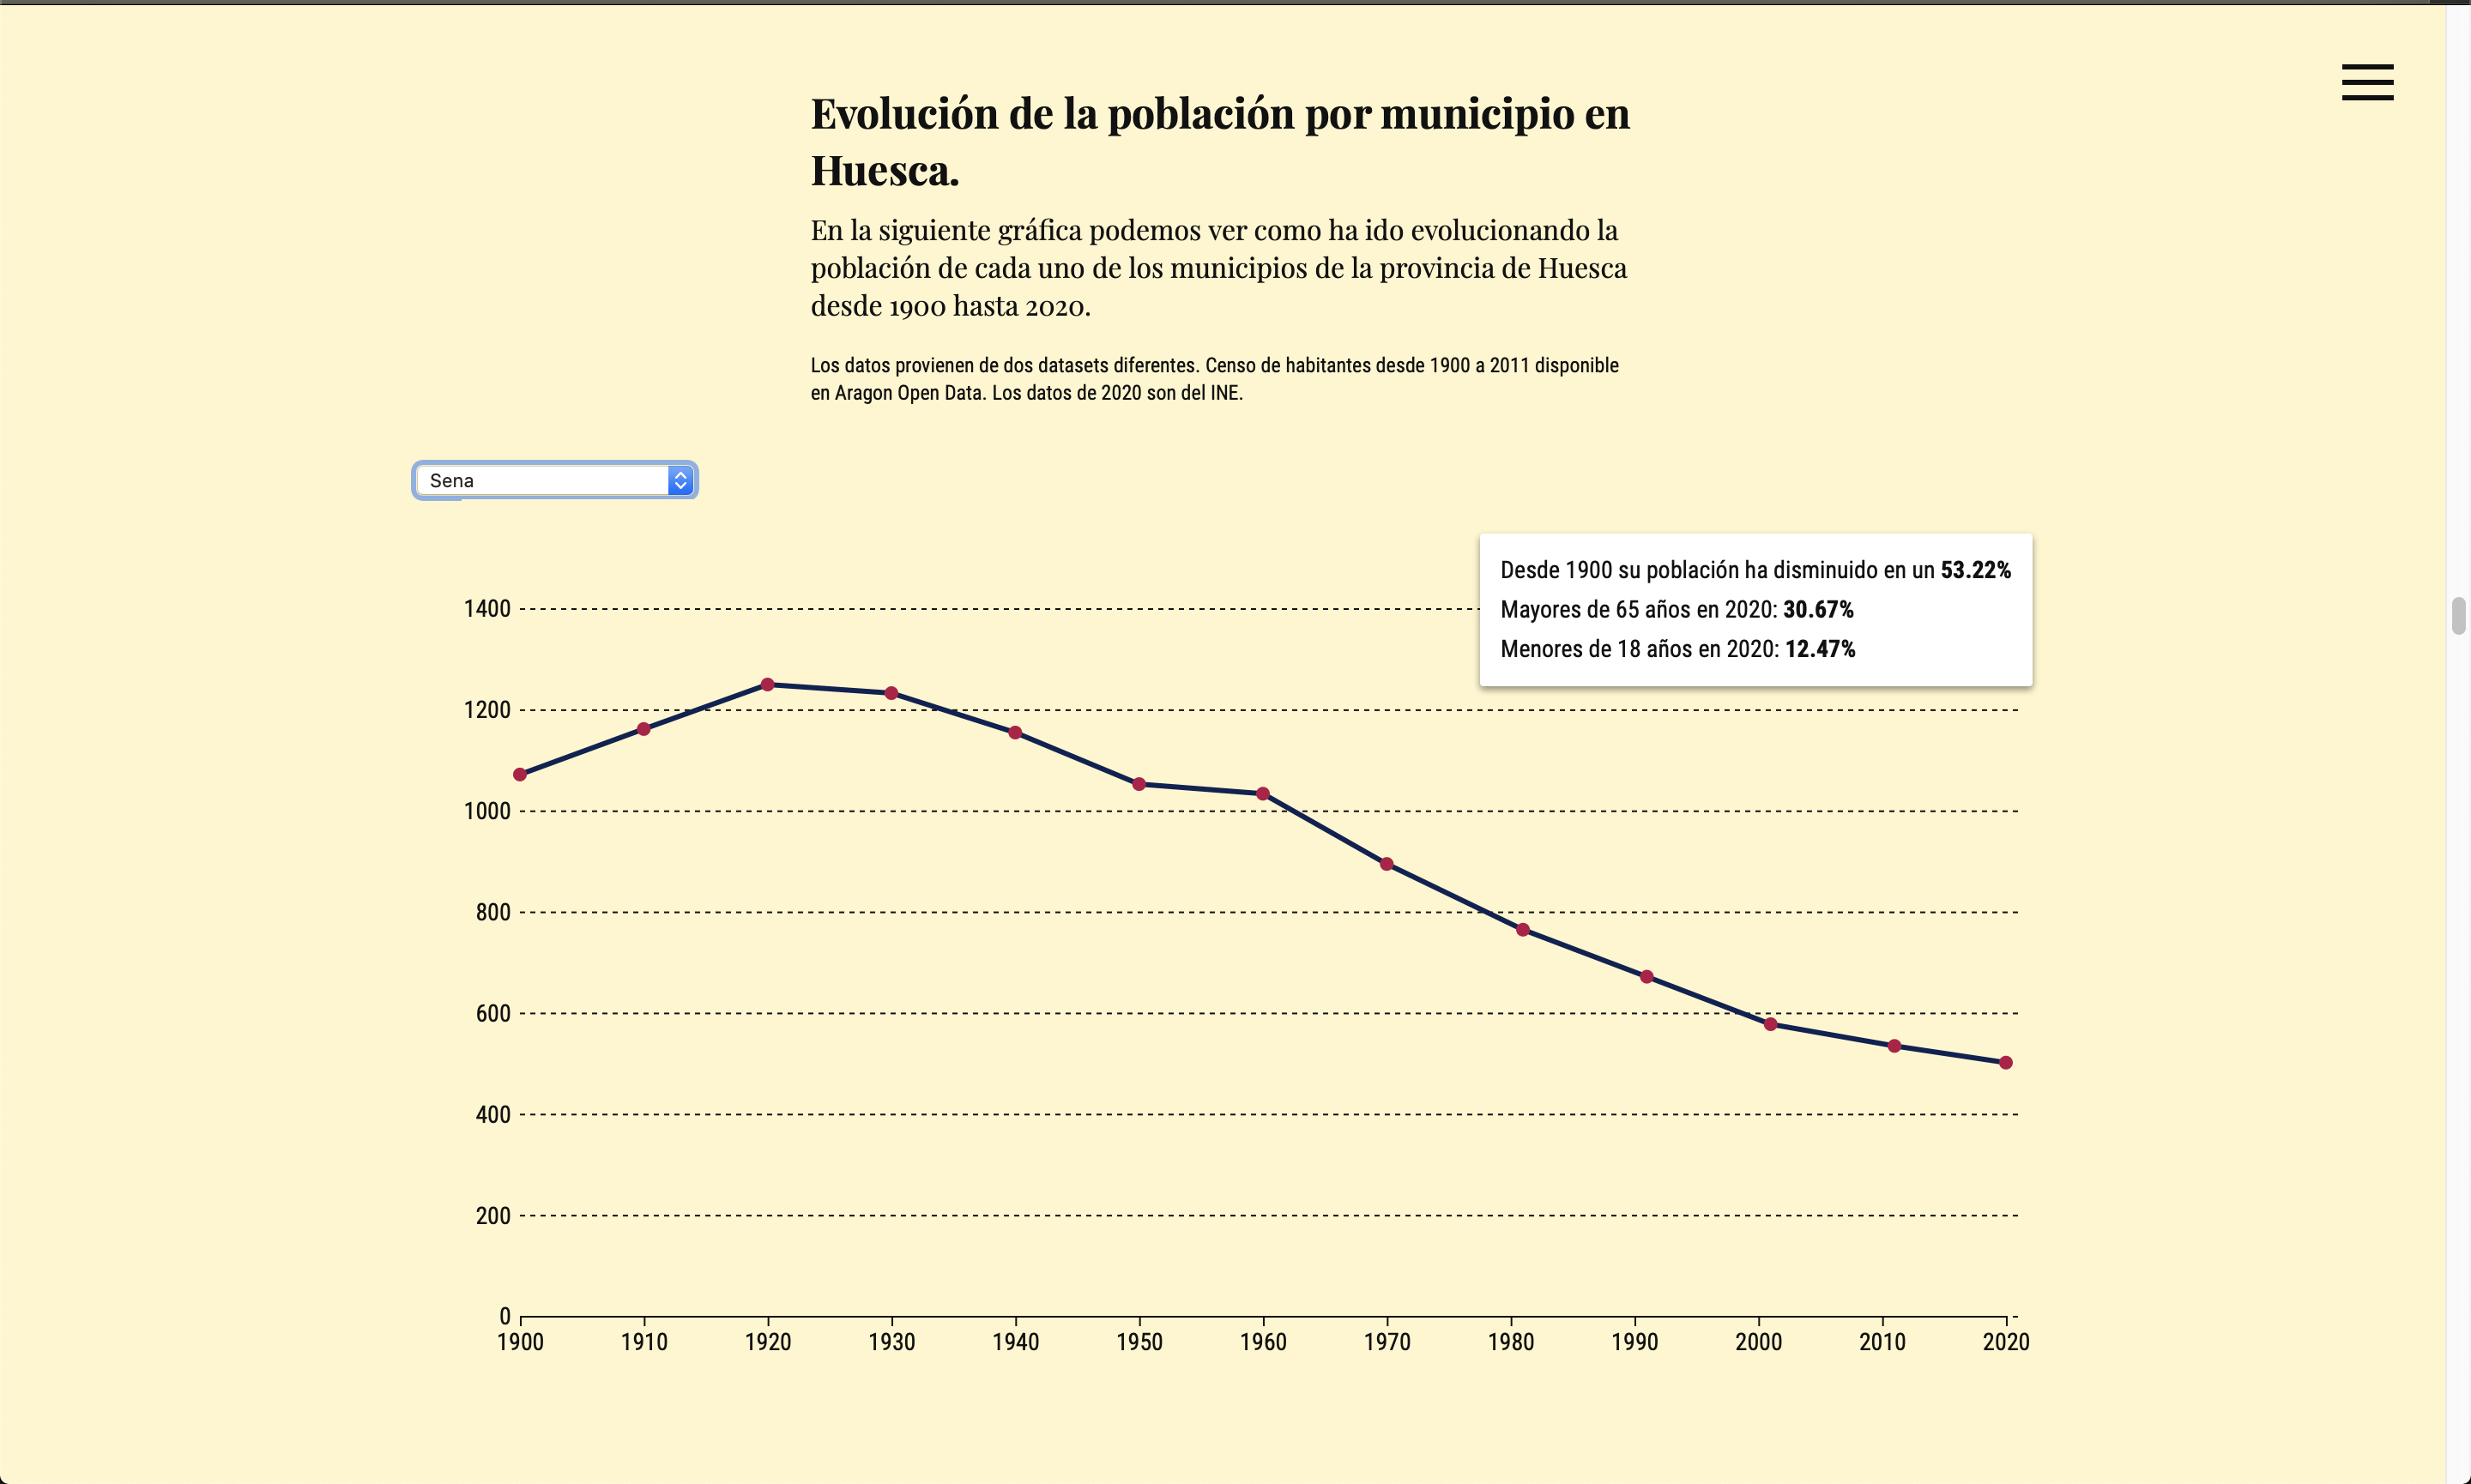 Evolución de la población por municipio en
Huesca.
En la siguiente gráfica podemos ver como ha ido evolucionando la
población de cada uno de los municipios de la provincia de Huesca
desde 1900 hasta 2020.
Los datos provienen de dos datasets diferentes. Censo de habitantes desde 1900 a 2011 disponible
en Aragon Open Data. Los datos de 2020 son del INE.
Sena
Desde 1900 su población ha disminuido en un 53.22%
Mayores de 65 años en 2020: 30.67%
Menores de 18 años en 2020: 12.47%
1400
1200
1000
800
600
400
200
0
1900 1910 1920 1930 1940 1950 1960 1970 1980 1990 2000 2010 2020